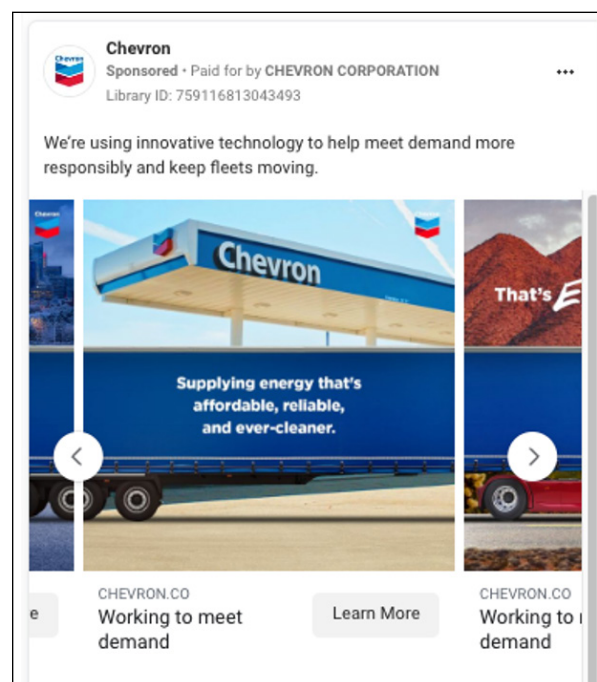 Chevron
Sponsored • Paid for by CHEVRON CORPORATION
Library ID: 759116813043493
We're using innovative technology to help meet demand more
responsibly and keep fleets moving.
Chevron
Chevron
Chevron
That's
Supplying energy that's
affordable, reliable,
and ever-cleaner.
e
CHEVRON.CO
Working to meet
demand
Learn More
CHEVRON.CO
Working to
demand